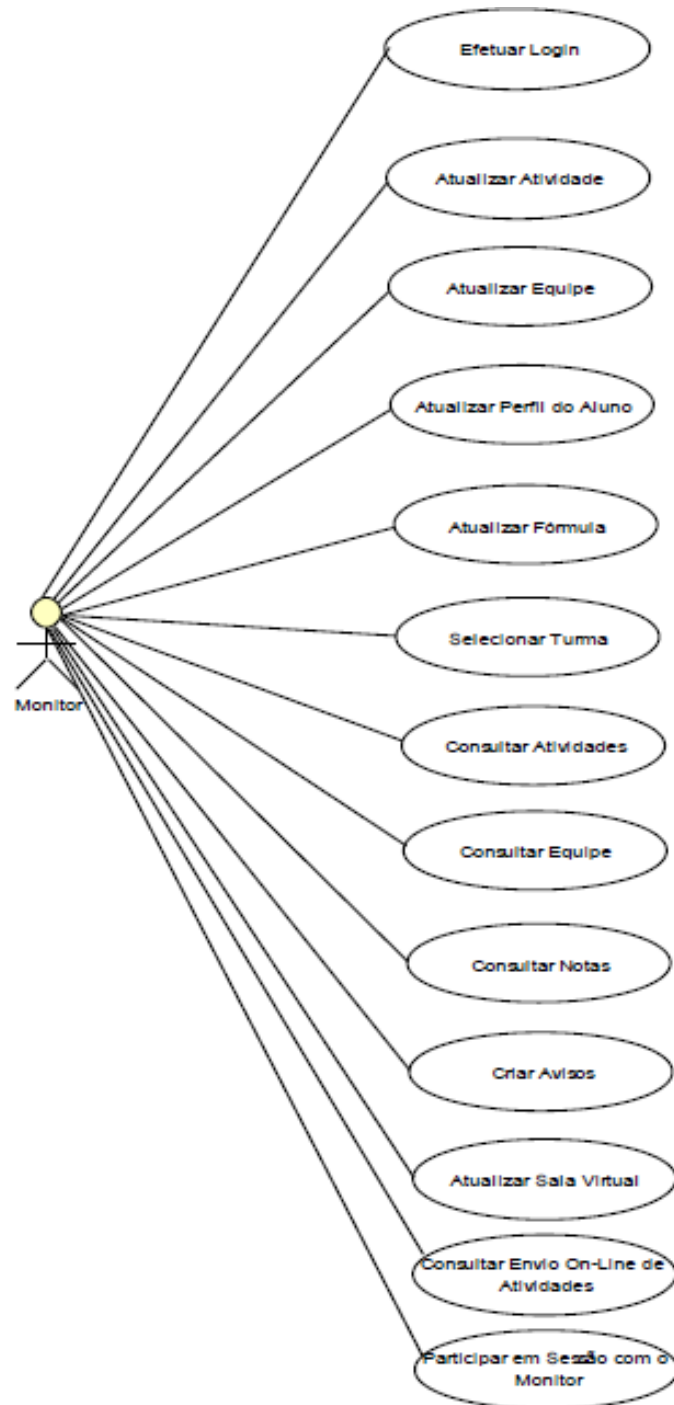 Efetuar Login
Atualizar Atividade
Atualizar Equipe
Atualizar Perfil do Aluno
Atualizar Fórmula
Selecionar Turma
Monitor
Consultar Atividades
Consultar Equipe
Consultar Notas
Criar Avisos
Atualizar Sala Virtual
Consultar Envio On-Line de
Atividades
Participar em Sessão com o
Monitor